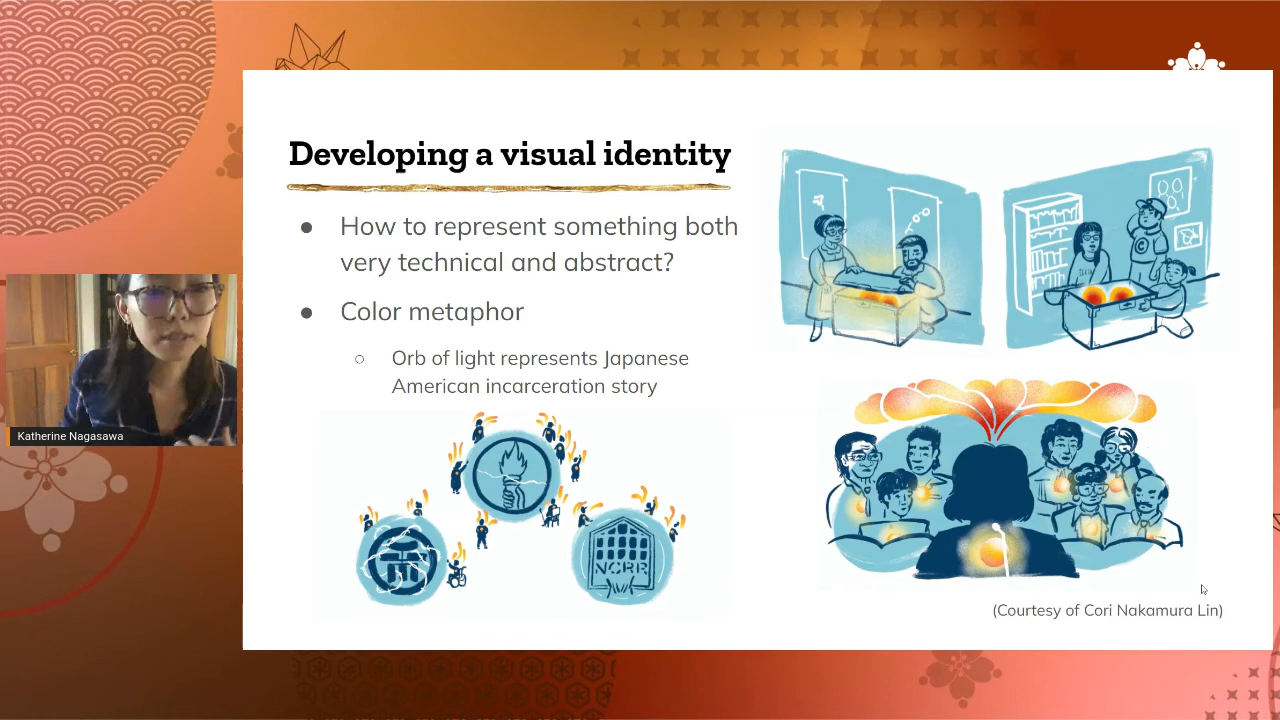 Developing a visual identity
● How to represent something both
very technical and abstract?
● Color metaphor
○ Orb of light represents Japanese
American incarceration story
Katherine Nagasawa
C
NCRR
(Courtesy of Cori Nakamura Lin)